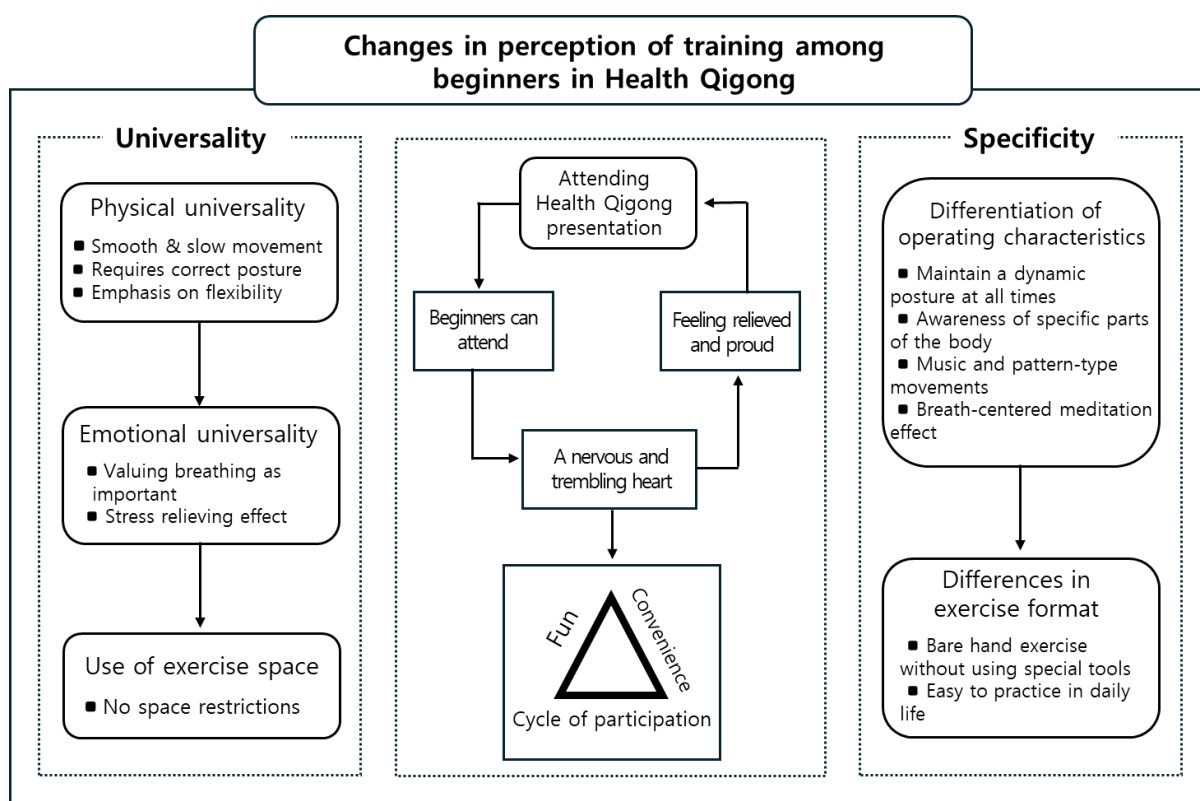 Changes in perception of training among
beginners in Health Qigong
Universality
Physical universality
■ Smooth & slow movement
■ Requires correct posture
■ Emphasis on flexibility
Emotional universality
■ Valuing breathing as
important
■ Stress relieving effect
Use of exercise space
■ No space restrictions
Attending
Health Qigong
presentation
Beginners can
attend
Feeling relieved
and proud
A nervous and
trembling heart
Fun
Convenience
Cycle of participation
Specificity
Differentiation of
operating characteristics
■ Maintain a dynamic
posture at all times
■ Awareness of specific parts
of the body
■ Music and pattern-type
movements
■ Breath-centered meditation
effect
Differences in
exercise format
■ Bare hand exercise
without using special tools
■ Easy to practice in daily
life